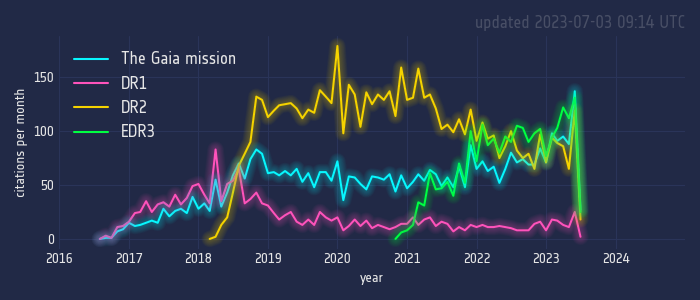 updated 2023-07-03 09:14 UTC
The Gaia mission
DR1
DR2
EDR3
citations per month
150
100
50
0
2016 2017 2018 2019 2020 2021 2022 2023 2024
year